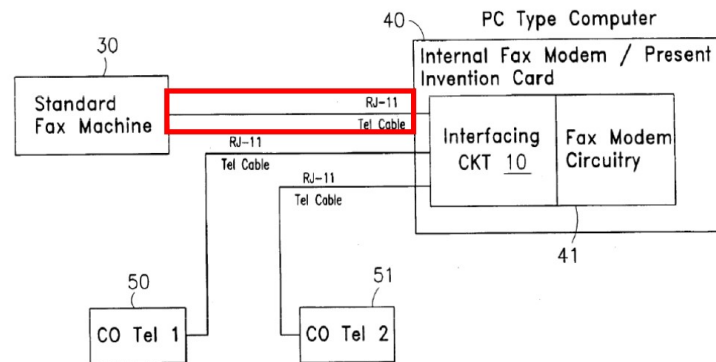 PC Type Computer
40
30
Internal Fax Modem / Present
Invention Card
Standard
Fax Machine
RJ-11
Tel Cable
Interfacing
CKT 10
Fax Modem
Circuitry
RJ-11
Tel Cable
RJ-11
Tel Cable
41
50
51
CO Tel 1
CO Tel 2